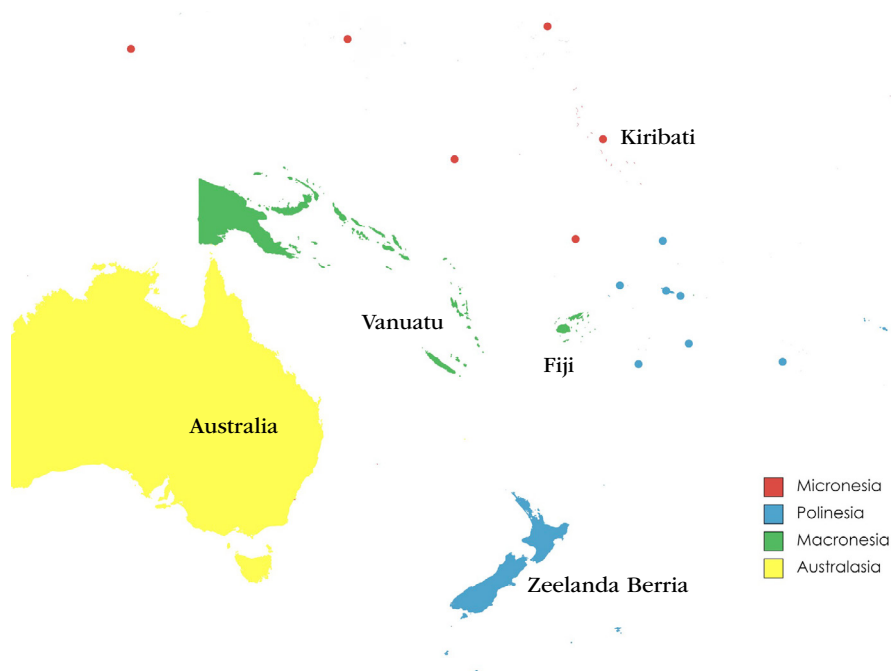 Kiribati
Vanuatu
Fiji
Australia
Zeelanda Berria
Micronesia
Polinesia
Macronesia
Australasia